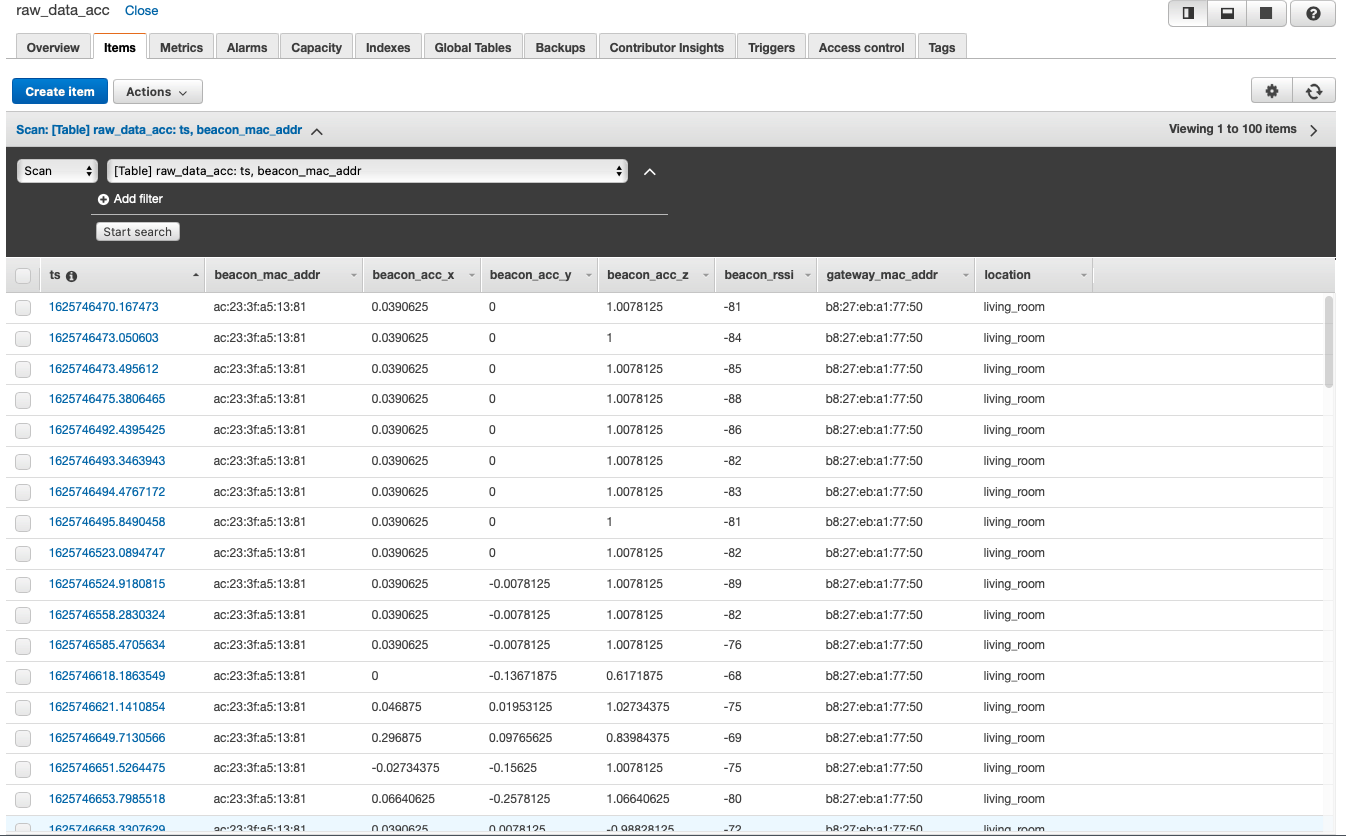 raw_data_acc Close
Overview Items Metrics Alarms Capacity Indexes Global Tables Backups Contributor Insights Triggers Access control Tags
Create item Actions
Scan: [Table] raw_data_acc: ts, beacon_mac_addr Viewing 1 to 100 items
Scan [Table] raw_data_acc: ts, beacon_mac_addr
Add filter
Start search
ts beacon_mac_addr beacon_acc_x beacon_acc_y beacon_acc_z beacon_rssi gateway_mac_addr location
1625746470.167473 ac:23:3f:a5:13:81 0.0390625 0 1.0078125 -81 b8:27:eb:a1:77:50 living_room
1625746473.050603 ac:23:3f:a5:13:81 0.0390625 0 1 -84 b8:27:eb:a1:77:50 living_room
1625746473.495612 ac:23:3f:a5:13:81 0.0390625 0 1.0078125 -85 b8:27:eb:a1:77:50 living_room
1625746475.3806465 ac:23:3f:a5:13:81 0.0390625 0 1.0078125 -88 b8:27:eb:a1:77:50 living_room
1625746492.4395425 ac:23:3f:a5:13:81 0.0390625 0 1.0078125 -86 b8:27:eb:a1:77:50 living_room
1625746493.3463943 ac:23:3f:a5:13:81 0.0390625 0 1.0078125 -82 b8:27:eb:a1:77:50 living_room
1625746494.4767172 ac:23:3f:a5:13:81 0.0390625 0 1.0078125 -83 b8:27:eb:a1:77:50 living_room
1625746495.8490458 ac:23:3f:a5:13:81 0.0390625 0 1 -81 b8:27:eb:a1:77:50 living_room
1625746523.0894747 ac:23:3f:a5:13:81 0.0390625 0 1.0078125 -82 b8:27:eb:a1:77:50 living_room
1625746524.9180815 ac:23:3f:a5:13:81 0.0390625 -0.0078125 1.0078125 -89 b8:27:eb:a1:77:50 living_room
1625746558.2830324 ac:23:3f:a5:13:81 0.0390625 -0.0078125 1.0078125 -82 b8:27:eb:a1:77:50 living_room
1625746585.4705634 ac:23:3f:a5:13:81 0.0390625 -0.0078125 1.0078125 -76 b8:27:eb:a1:77:50 living_room
1625746618.1863549 ac:23:3f:a5:13:81 0 -0.13671875 0.6171875 -68 b8:27:eb:a1:77:50 living_room
1625746621.1410854 ac:23:3f:a5:13:81 0.046875 0.01953125 1.02734375 -75 b8:27:eb:a1:77:50 living_room
1625746649.7130566 ac:23:3f:a5:13:81 0.296875 0.09765625 0.83984375 -69 b8:27:eb:a1:77:50 living_room
1625746651.5264475 ac:23:3f:a5:13:81 -0.02734375 -0.15625 1.0078125 -75 b8:27:eb:a1:77:50 living_room
1625746653.7985518 ac:23:3f:a5:13:81 0.06640625 -0.2578125 1.06640625 -80 b8:27:eb:a1:77:50 living_room
1625746658.3307629 ac:23:3f:a5:13:81 0.0390625 0.0078125 -0.98828125 -72 b8:27:eb:a1:77:50 living_room